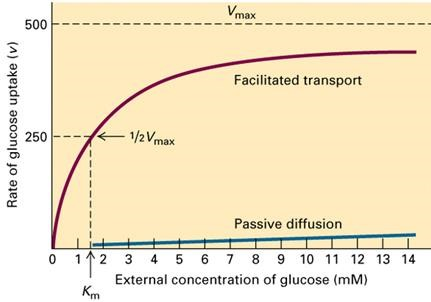 Vmax
500
Facilitated transport
250
1/2Vmax
Passive diffusion
0 1 2 3 4 5 6 7 8 9 10 11 12 13 14
External concentration of glucose (mM)
Km
Rate of glucose uptake (v)
0